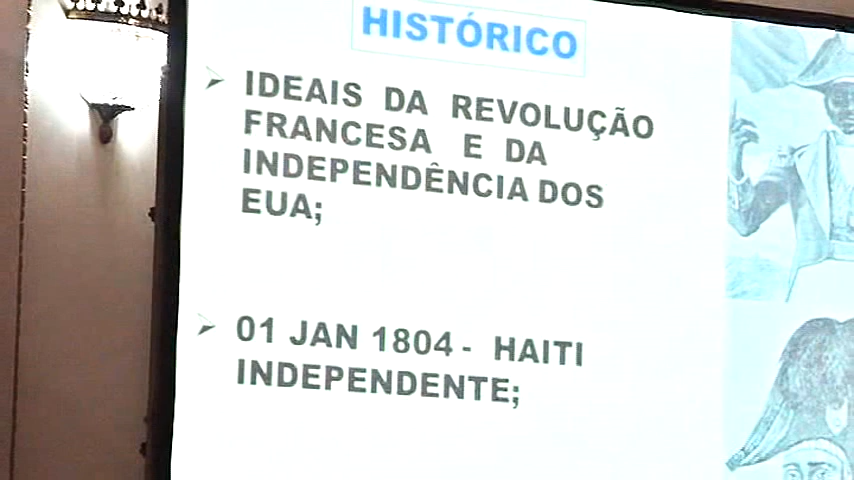 HISTÓRICO
IDEAIS DA REVOLUÇÃO
FRANCESA E DA
INDEPENDÊNCIA DOS
EUA;
01 JAN 1804 - HAITI
INDEPENDENTE;